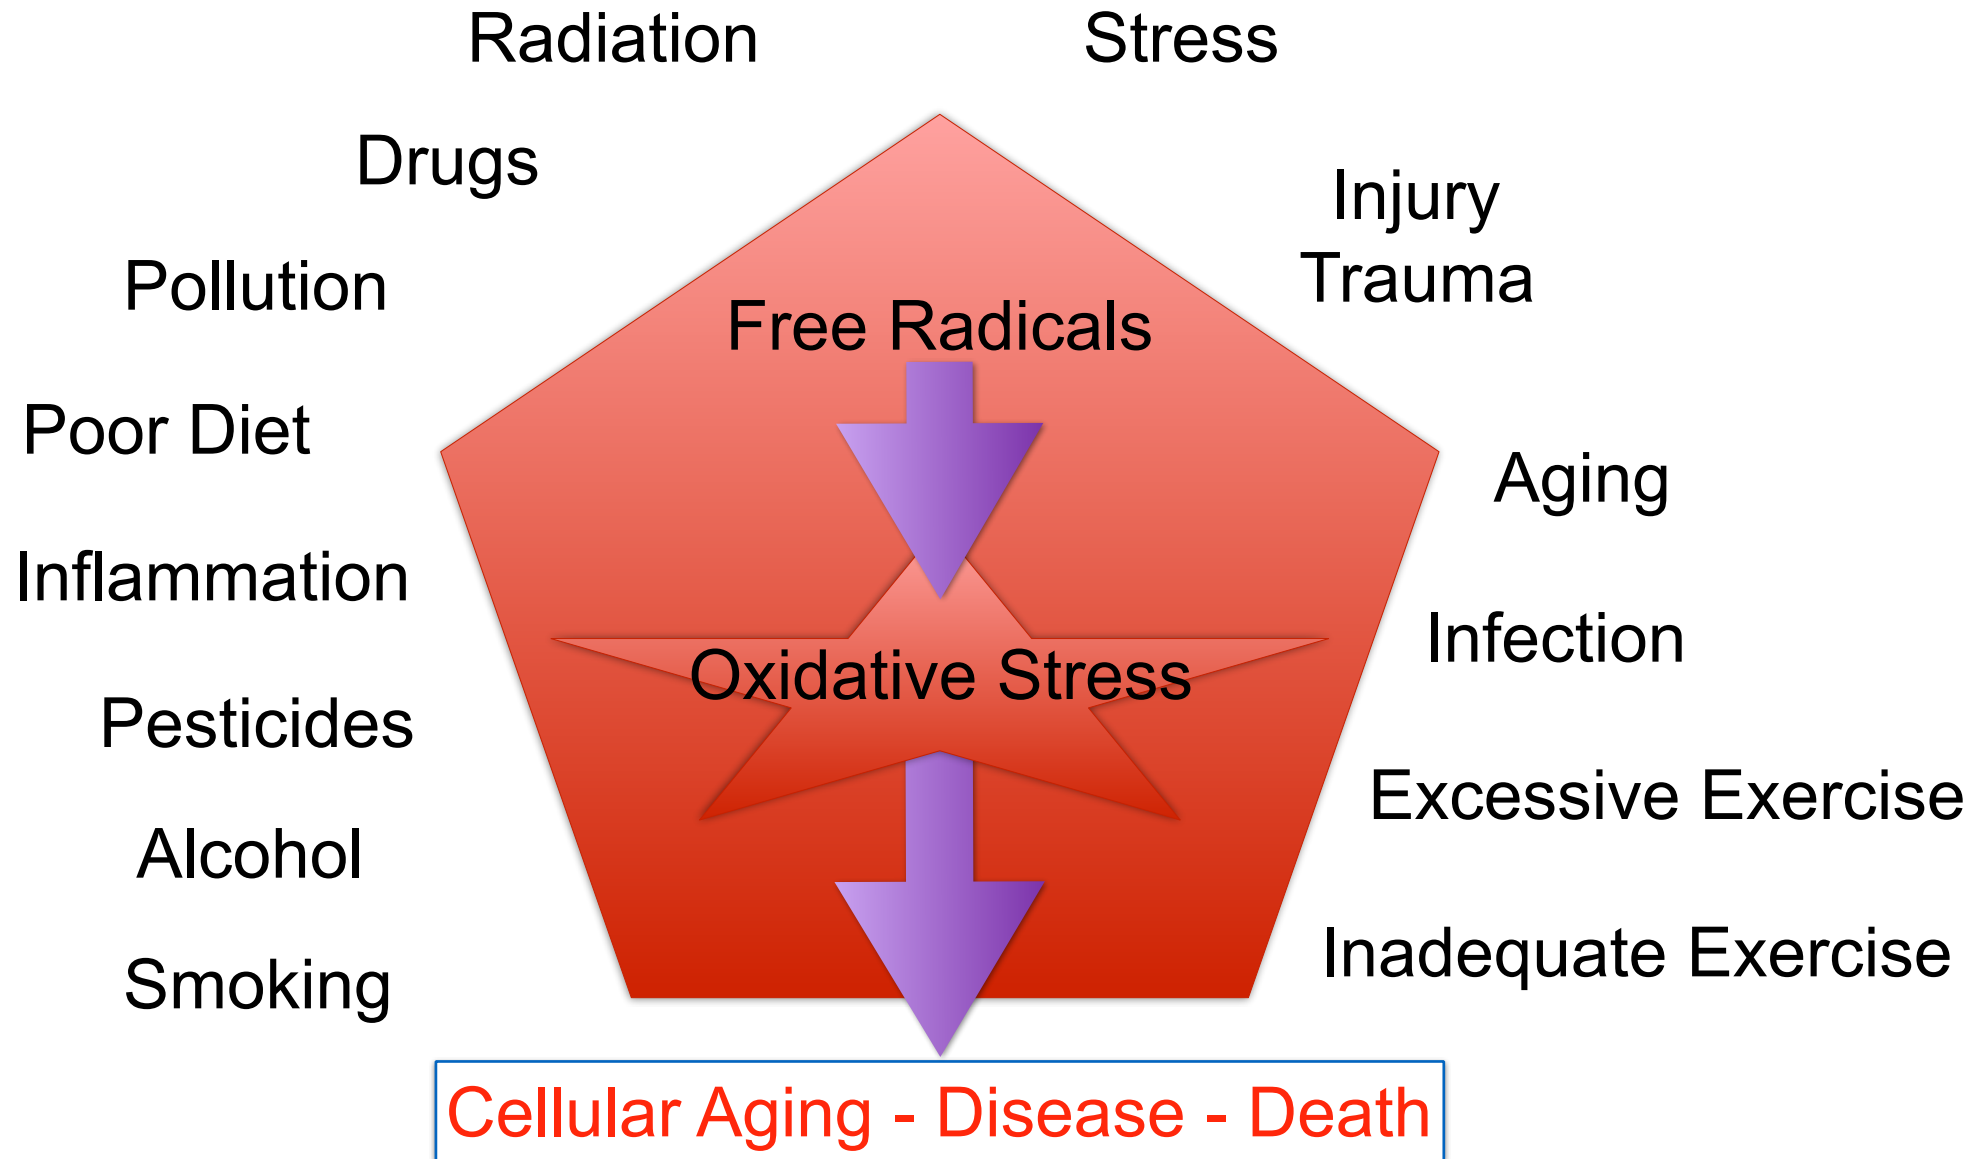 Radiation
Stress
Drugs
Injury
Trauma
Pollution
Free Radicals
Poor Diet
Aging
Inflammation
Infection
Oxidative Stress
Pesticides
Excessive Exercise
Alcohol
Inadequate Exercise
Smoking
Cellular Aging - Disease - Death